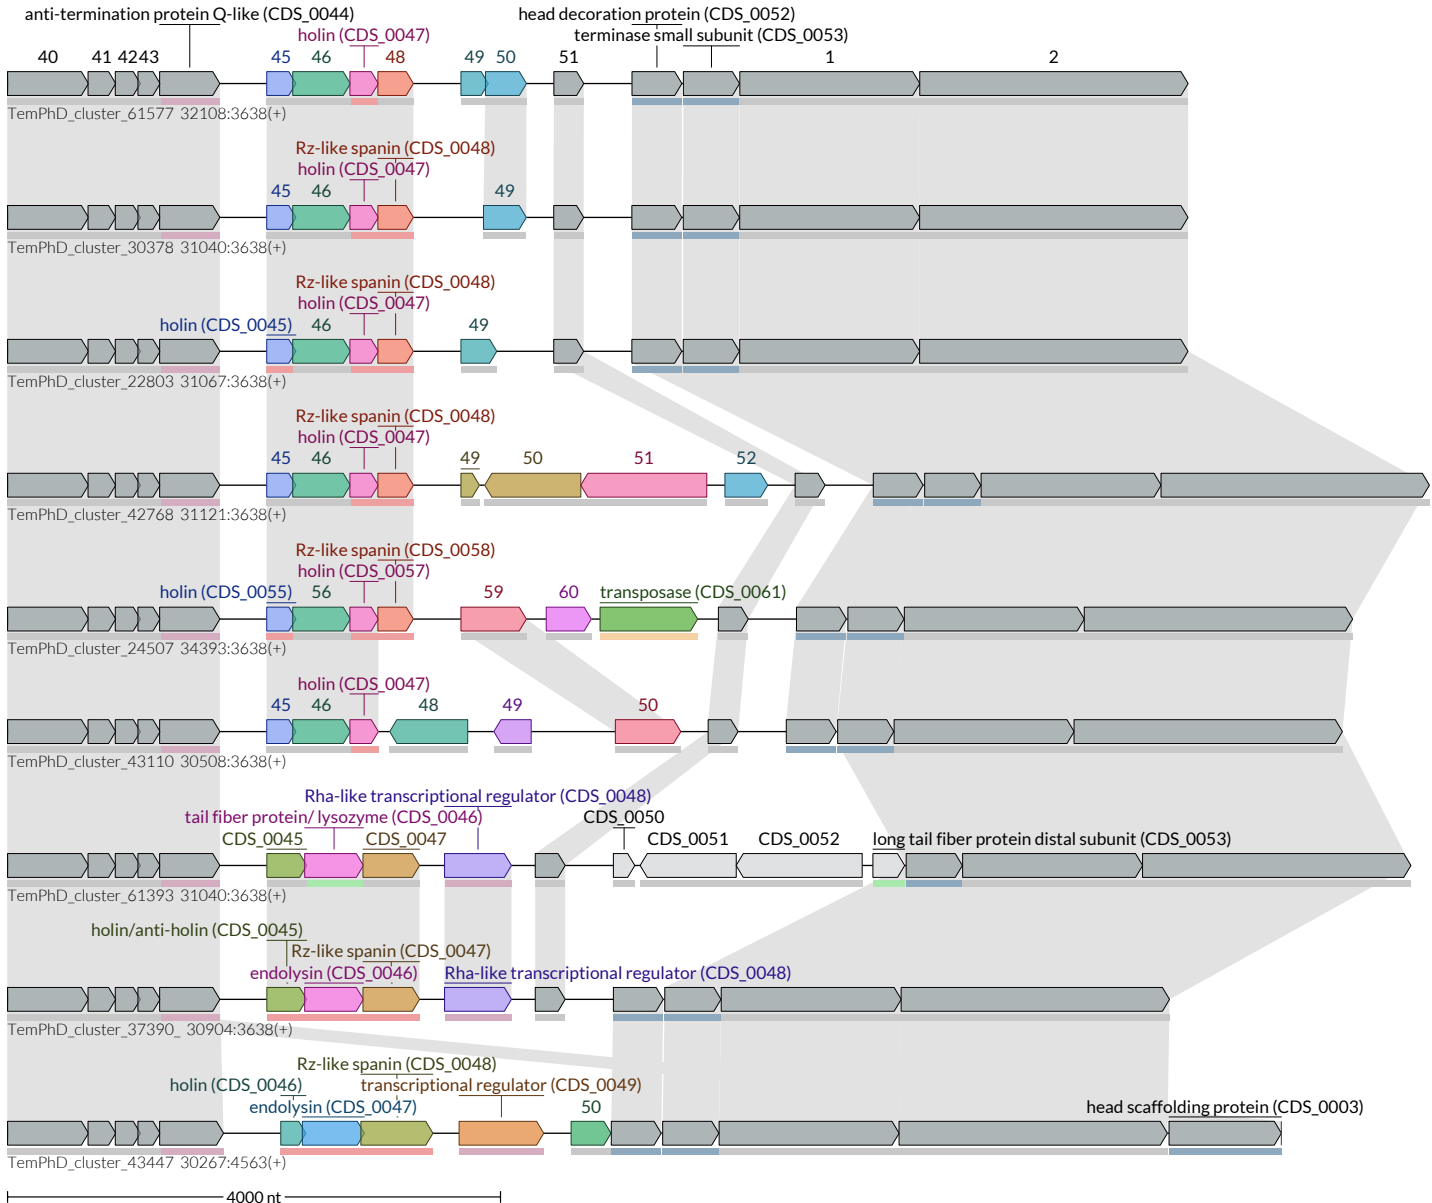 anti-termination protein Q-like (CDS_0044)
head decoration protein (CDS_0052)
holin (CDS_0047)
terminase small subunit (CDS_0053)
40 41 42 43 45 46 48 49 50 51 1 2
TemPhD_cluster_61577 32108:3638(+)
Rz-like spanin (CDS_0048)
holin (CDS_0047)
45 46 49
TemPhD_cluster_30378 31040:3638(+)
Rz-like spanin (CDS_0048)
holin (CDS_0047)
holin (CDS_0045) 46 49
TemPhD_cluster_22803 31067:3638(+)
Rz-like spanin (CDS_0048)
holin (CDS_0047)
45 46 49 50 51 52
TemPhD_cluster_42768 31121:3638(+)
Rz-like spanin (CDS_0058)
holin (CDS_0057)
holin (CDS_0055) 56 59 60 transposase (CDS_0061)
TemPhD_cluster_24507 34393:3638(+)
holin (CDS_0047)
45 46 48 49 50
TemPhD_cluster_43110 30508:3638(+)
Rha-like transcriptional regulator (CDS_0048)
tail fiber protein/ lysozyme (CDS_0046) CDS_0050
CDS_0045 CDS_0047 CDS_0051 CDS_0052 long tail fiber protein distal subunit (CDS_0053)
TemPhD_cluster_61393 31040:3638(+)
holin/anti-holin (CDS_0045)
Rz-like spanin (CDS_0047)
endolysin (CDS_0046) Rha-like transcriptional regulator (CDS_0048)
TemPhD_cluster_37390_ 30904:3638(+)
Rz-like spanin (CDS_0048)
holin (CDS_0046) transcriptional regulator (CDS_0049)
endolysin (CDS_0047) 50 head scaffolding protein (CDS_0003)
TemPhD_cluster_43447 30267:4563(+)
4000 nt